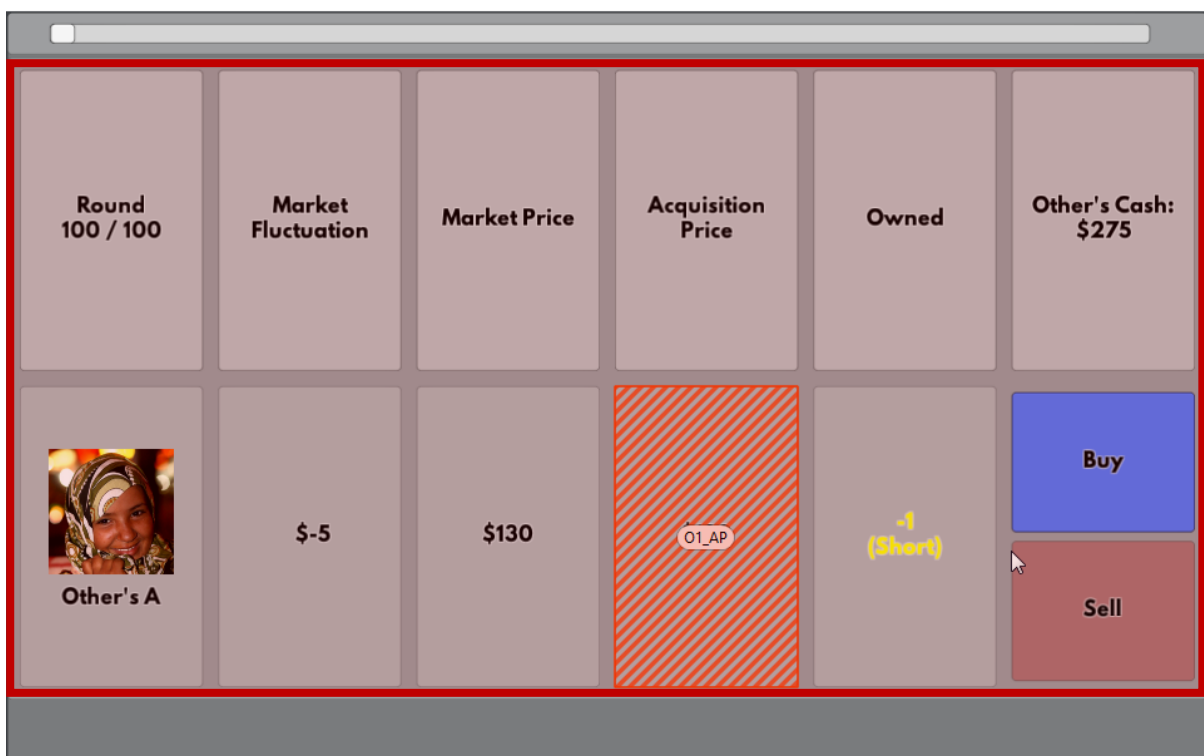 Round
100 / 100
Market
Fluctuation
Market Price
Acquisition
Price
Owned
Other's Cash:
$275
Other's A
$-5
$130
O1_AP
-1
(Short)
Buy
Sell